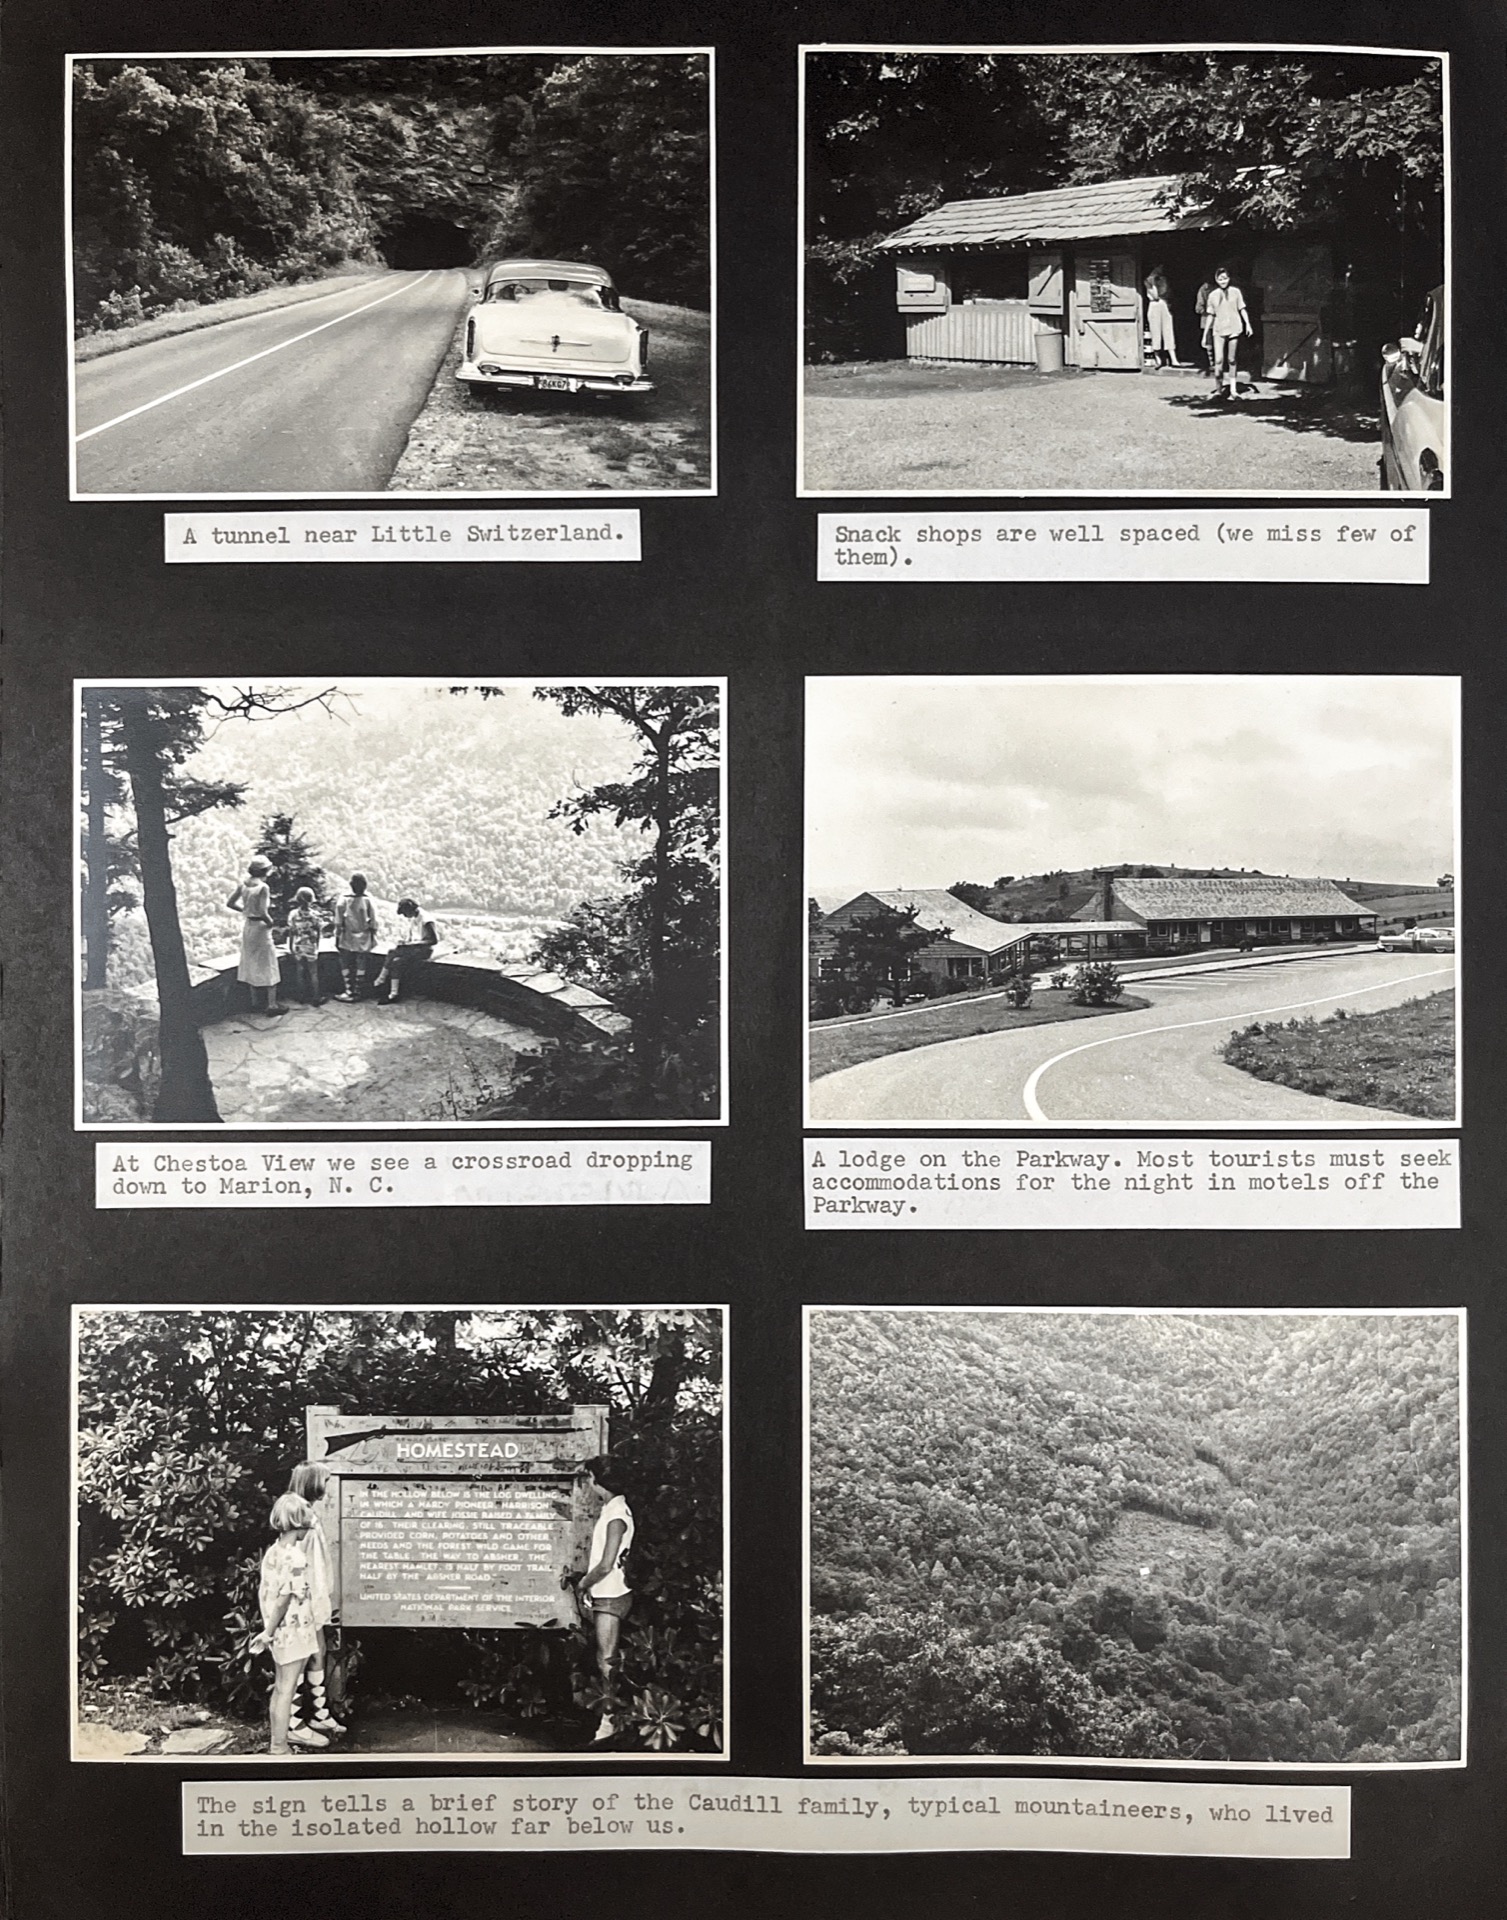 A tunnel near Little Switzerland.
Snack shops are well spaced (we miss few of
them).
At Chestoa View we see a crossroad dropping
down to Marion, N. C.
A lodge on the Parkway. Most tourists must seek
accommodations for the night in motels off the
Parkway.
HOMESTEAD
IN THE HOLLOW BELOW IS THE LOG DWELLING
IN WHICH A HARDY PIONEER, HARRISON
CAUDILL, AND WIFE JOSIE RAISED A FAMILY
OF 16. THEIR CLEARING, STILL TRACEABLE
PROVIDED CORN, POTATOES AND OTHER
NEEDS AND THE FOREST WILD GAME FOR
THE TABLE. THE WAY TO ABSHER, THE
NEAREST HAMLET, IS HALF BY FOOT TRAIL,
HALF BY THE "ABSHER ROAD."
UNITED STATES DEPARTMENT OF THE INTERIOR
NATIONAL PARK SERVICE
The sign tells a brief story of the Caudill family, typical mountaineers, who lived
in the isolated hollow far below us.